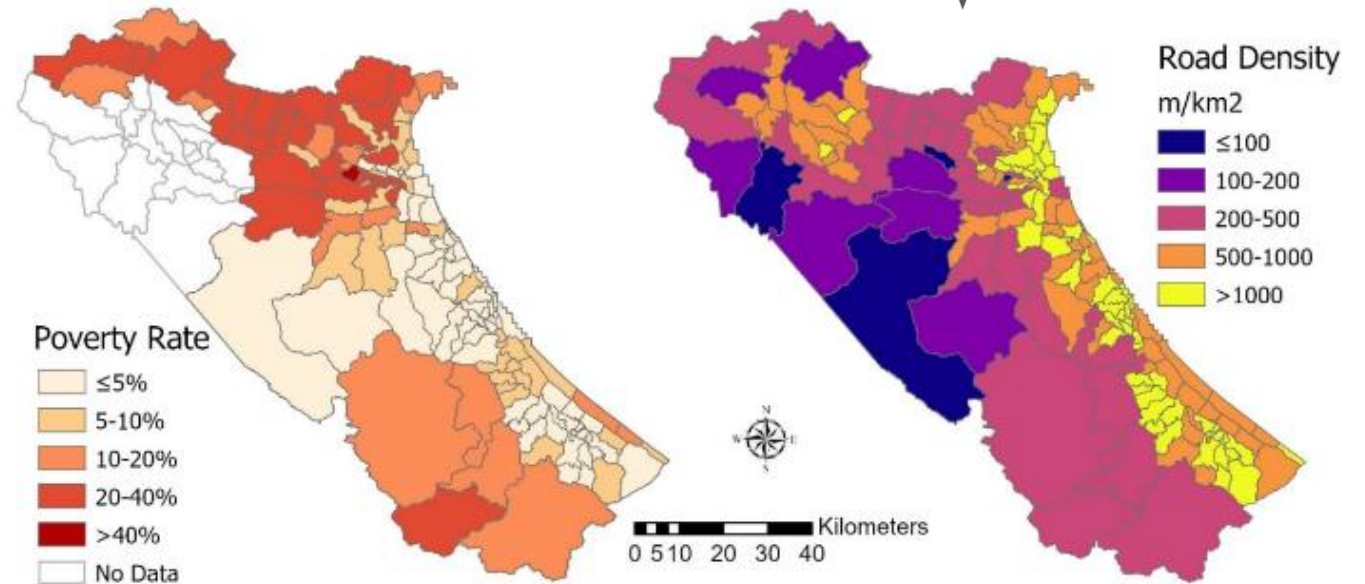 Poverty Rate
≤5%
5-10%
10-20%
20-40%
>40%
No Data
N
W E
S
Kilometers
0 5 10 20 30 40
Road Density
m/km2
≤100
100-200
200-500
500-1000
>1000